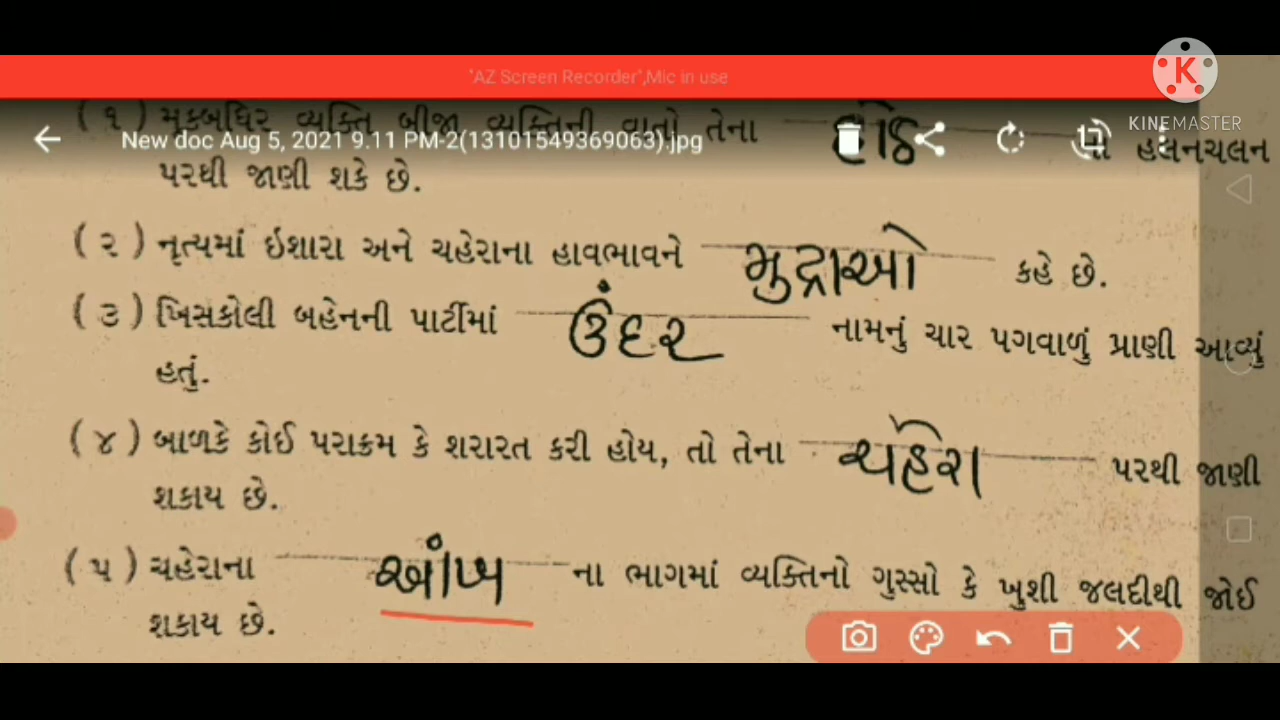 "AZ Screen Recorder",Mic in use
K
KINEMASTER
New doc Aug 5, 2021 9.11 PM-2(13101549369063).jpg
(૧) મૂકબધિર વ્યક્તિ બીજી વ્યક્તિની વાતો તેના હોઠ ના હલનચલન
પરથી જાણી શકે છે.
(૨) નૃત્યમાં ઇશારા અને ચહેરાના હાવભાવને મુદ્રાઓ કહે છે.
(૩) ખિસકોલી બહેનની પાર્ટીમાં ઉંદર નામનું ચાર પગવાળું પ્રાણી આવ્યું
હતું.
(૪) બાળકે કોઈ પરાક્રમ કે શરારત કરી હોય, તો તેના ચહેરા પરથી જાણી
શકાય છે.
(૫) ચહેરાના આંખ ના ભાગમાં વ્યક્તિનો ગુસ્સો કે ખુશી જલદીથી જોઈ
શકાય છે.